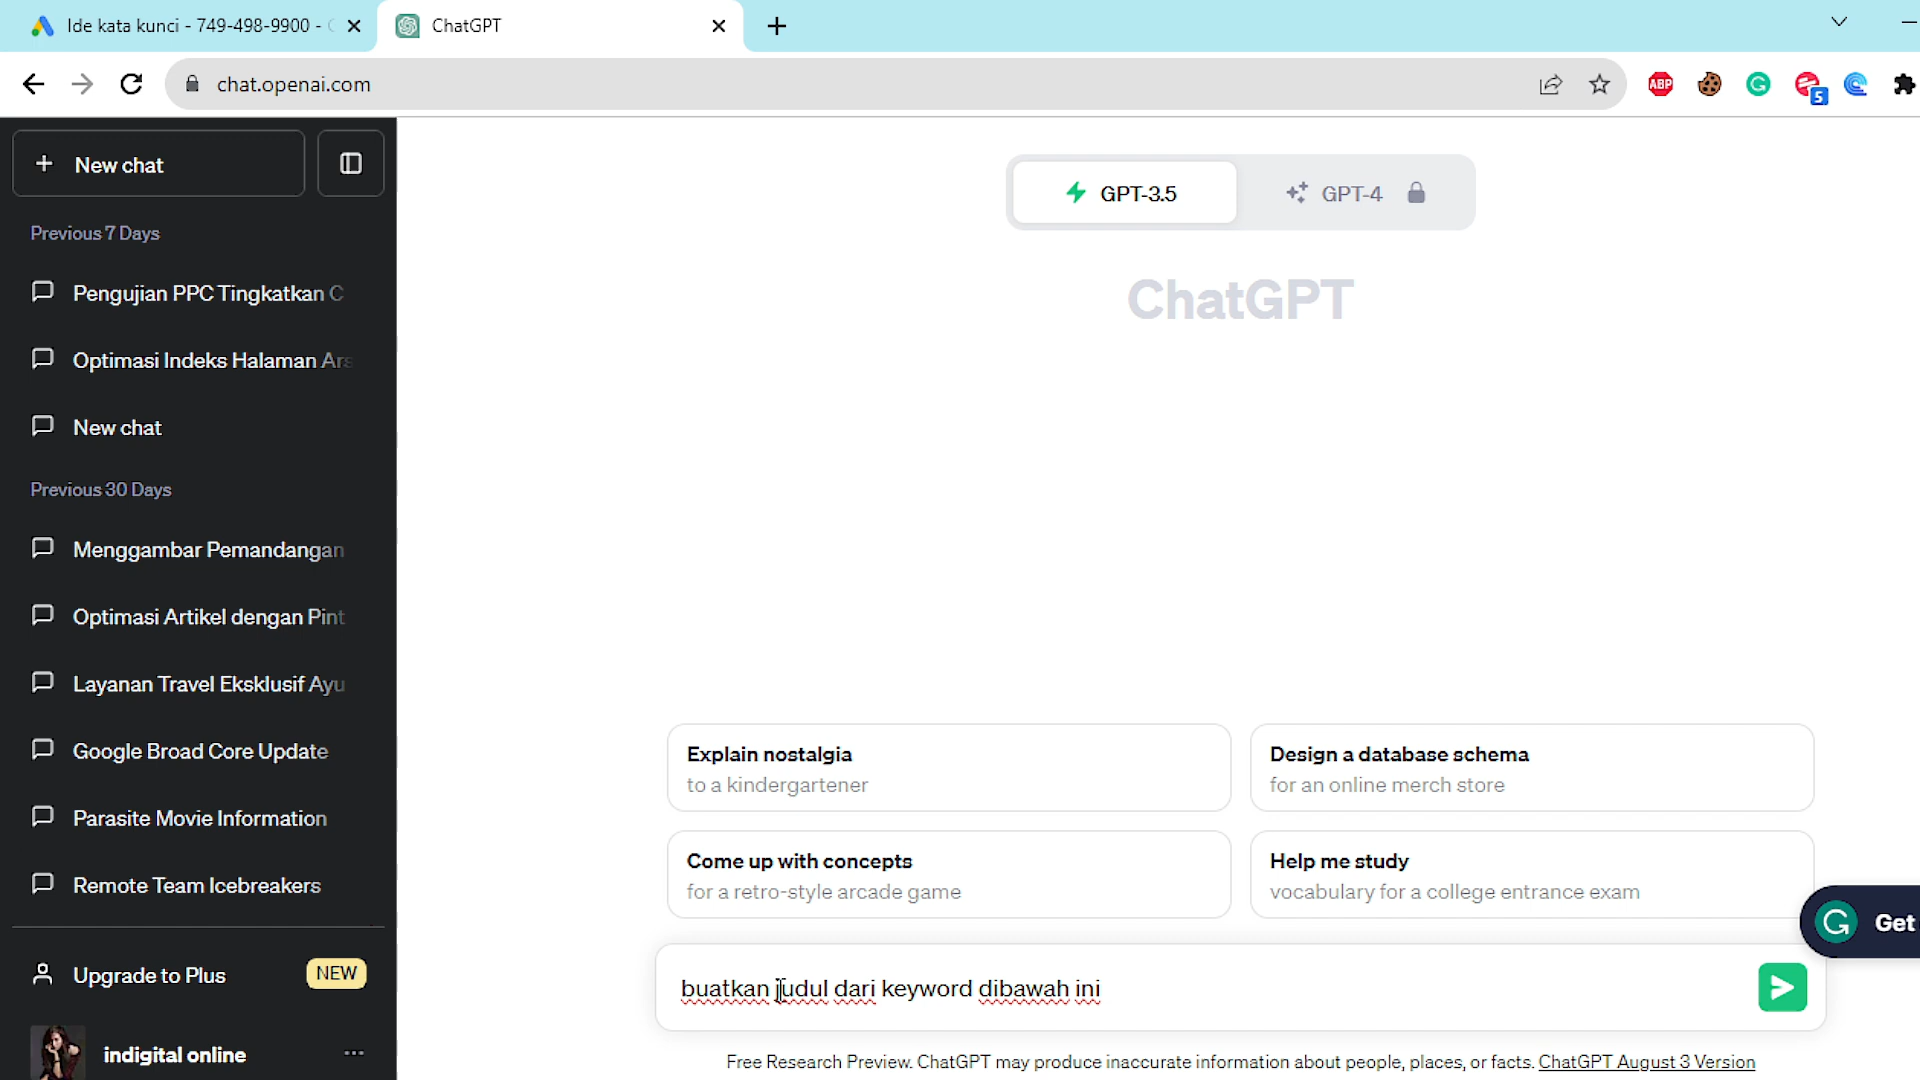 Ide kata kunci - 749-498-9900 -
ChatGPT
chat.openai.com
ABP
5
New chat
GPT-3.5
GPT-4
Previous 7 Days
ChatGPT
Pengujian PPC Tingkatkan C
Optimasi Indeks Halaman Ars
New chat
Previous 30 Days
Menggambar Pemandangan
Optimasi Artikel dengan Pint
Layanan Travel Eksklusif Ayu
Google Broad Core Update
Parasite Movie Information
Remote Team Icebreakers
Upgrade to Plus NEW
indigital online
Explain nostalgia
to a kindergartener
Design a database schema
for an online merch store
Come up with concepts
for a retro-style arcade game
Help me study
vocabulary for a college entrance exam
Get
buatkan judul dari keyword dibawah ini
Free Research Preview. ChatGPT may produce inaccurate information about people, places, or facts. ChatGPT August 3 Version